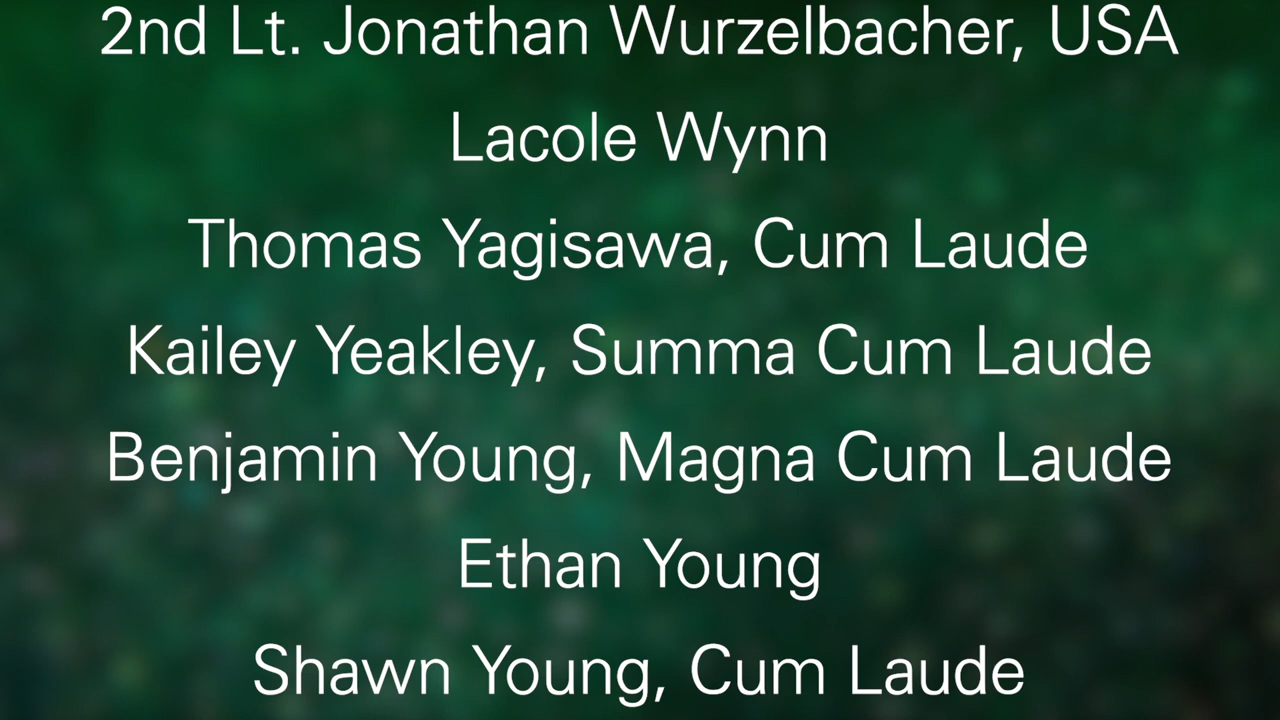 2nd Lt. Jonathan Wurzelbacher, USA
Lacole Wynn
Thomas Yagisawa, Cum Laude
Kailey Yeakley, Summa Cum Laude
Benjamin Young, Magna Cum Laude
Ethan Young
Shawn Young, Cum Laude